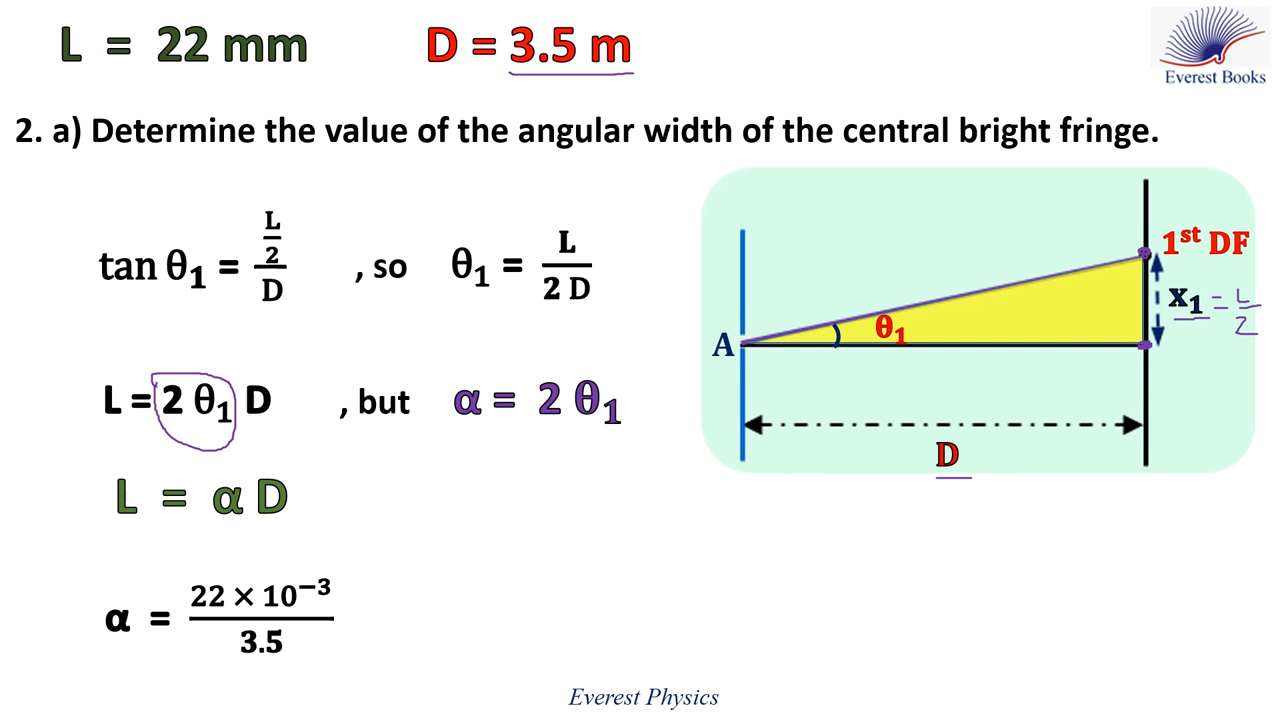 L = 22 mm D = 3.5 m
Everest Books
2. a) Determine the value of the angular width of the central bright fringe.
tan θ₁ = (L/2)/D , so θ₁ = L/(2 D)
L = 2 θ₁ D , but α = 2 θ₁
L = α D
α = (22 × 10⁻³)/3.5
1st DF
x₁ = L/2
θ₁
A
D
Everest Physics